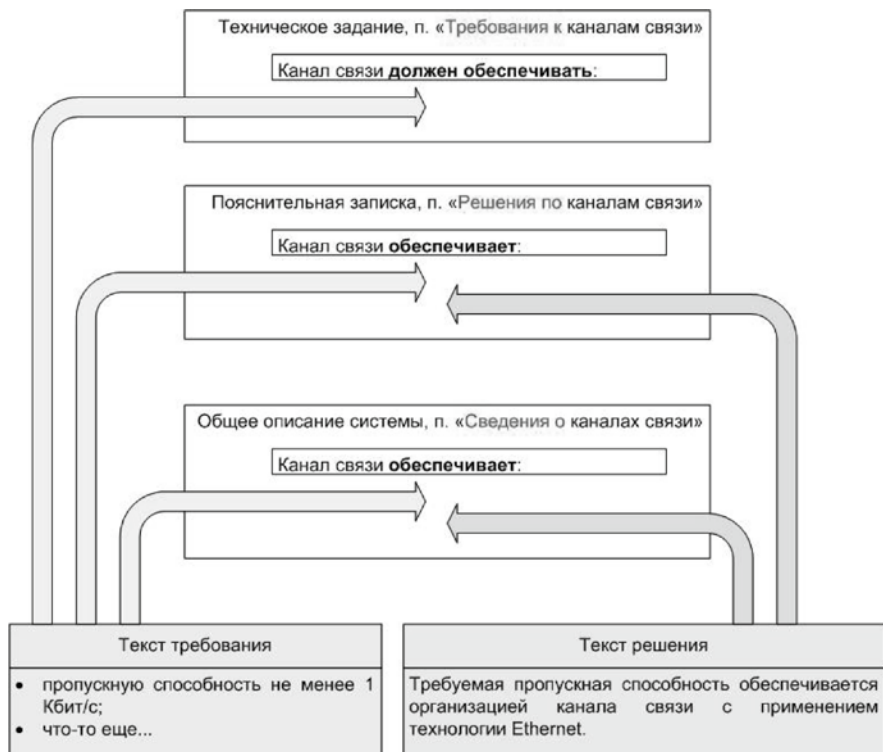 Техническое задание, п. «Требования к каналам связи»
Канал связи должен обеспечивать:
Пояснительная записка, п. «Решения по каналам связи»
Канал связи обеспечивает:
Общее описание системы, п. «Сведения о каналах связи»
Канал связи обеспечивает:
Текст требования
• пропускную способность не менее 1
Кбит/с;
• что-то еще...
Текст решения
Требуемая пропускная способность обеспечивается
организацией канала связи с применением
технологии Ethernet.